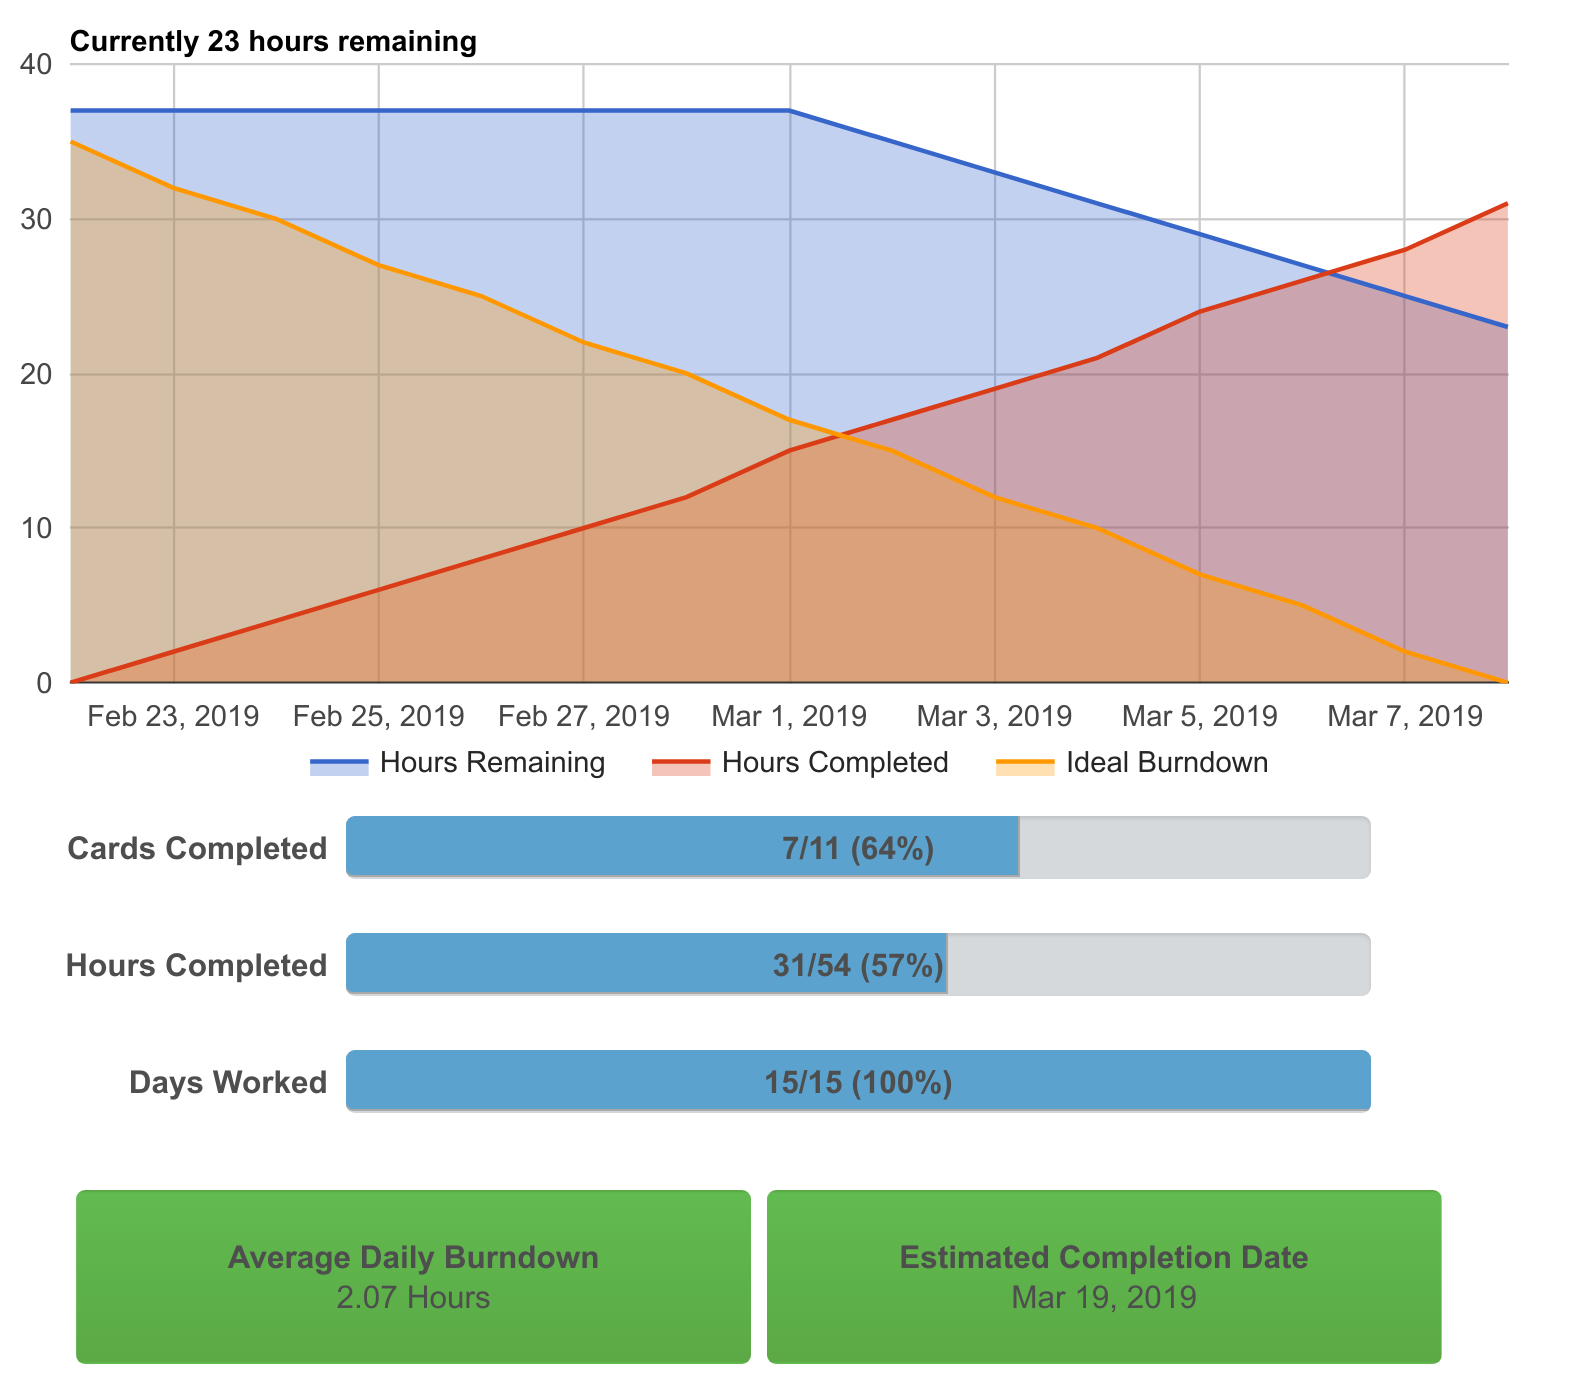 Currently 23 hours remaining
40
30
20
10
0
Feb 23, 2019 Feb 25, 2019 Feb 27, 2019 Mar 1, 2019 Mar 3, 2019 Mar 5, 2019 Mar 7, 2019
Hours Remaining Hours Completed Ideal Burndown
Cards Completed 7/11 (64%)
Hours Completed 31/54 (57%)
Days Worked 15/15 (100%)
Average Daily Burndown
2.07 Hours
Estimated Completion Date
Mar 19, 2019